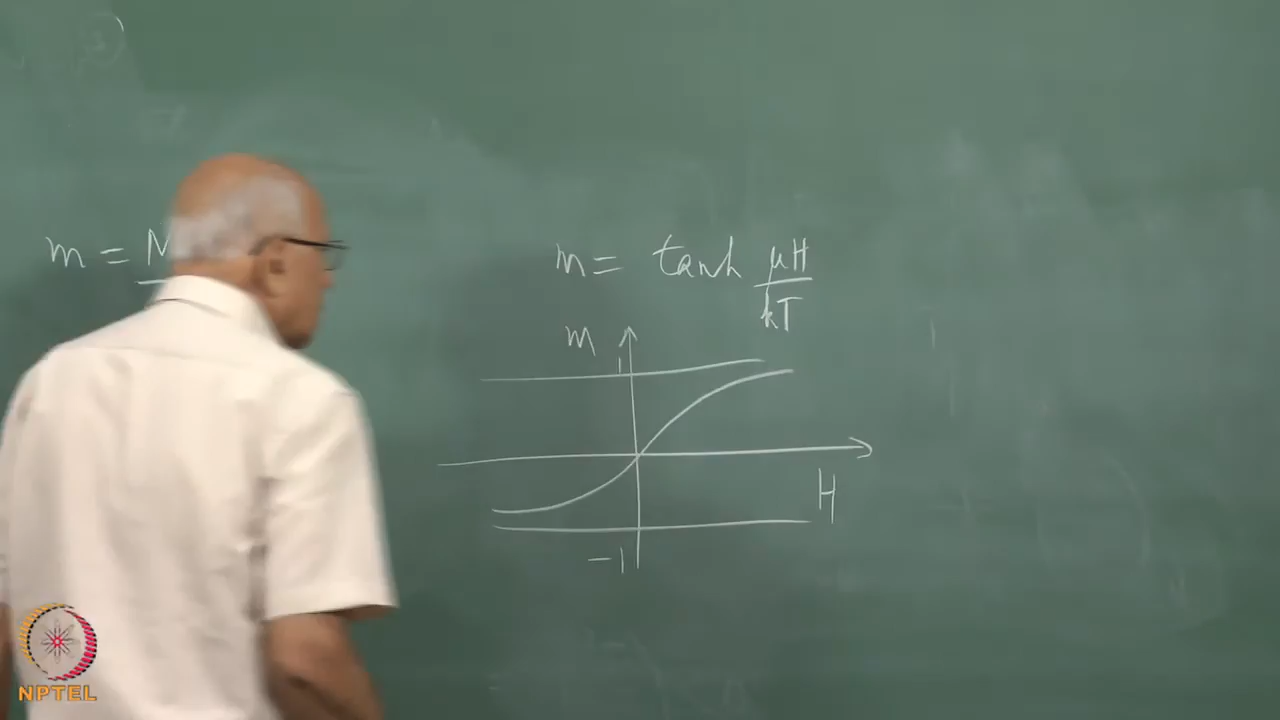 m = N
m = tanh μH / kT
m
1
H
-1
NPTEL